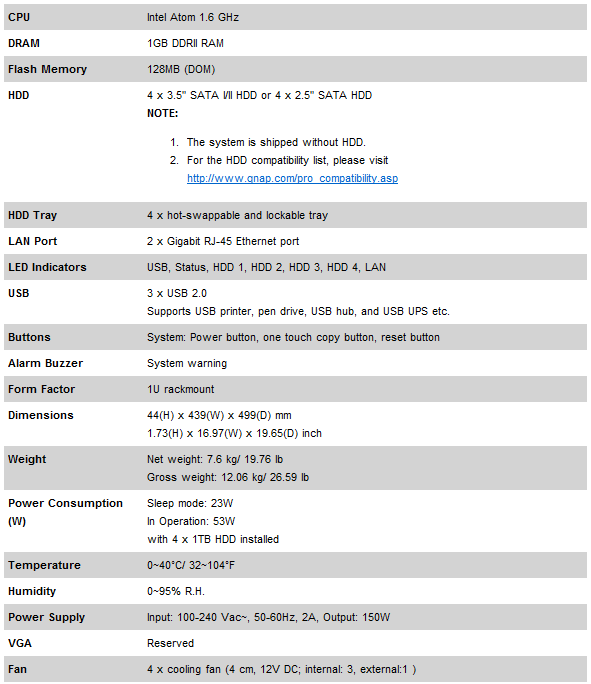 CPU Intel Atom 1.6 GHz
DRAM 1GB DDRII RAM
Flash Memory 128MB (DOM)
HDD 4 x 3.5" SATA I/II HDD or 4 x 2.5" SATA HDD
NOTE:
1. The system is shipped without HDD.
2. For the HDD compatibility list, please visit
http://www.qnap.com/pro_compatibility.asp
HDD Tray 4 x hot-swappable and lockable tray
LAN Port 2 x Gigabit RJ-45 Ethernet port
LED Indicators USB, Status, HDD 1, HDD 2, HDD 3, HDD 4, LAN
USB 3 x USB 2.0
Supports USB printer, pen drive, USB hub, and USB UPS etc.
Buttons System: Power button, one touch copy button, reset button
Alarm Buzzer System warning
Form Factor 1U rackmount
Dimensions 44(H) x 439(W) x 499(D) mm
1.73(H) x 16.97(W) x 19.65(D) inch
Weight Net weight: 7.6 kg/ 19.76 lb
Gross weight: 12.06 kg/ 26.59 lb
Power Consumption Sleep mode: 23W
(W) In Operation: 53W
with 4 x 1TB HDD installed
Temperature 0~40°C/ 32~104°F
Humidity 0~95% R.H.
Power Supply Input: 100-240 Vac~, 50-60Hz, 2A, Output: 150W
VGA Reserved
Fan 4 x cooling fan (4 cm, 12V DC; internal: 3, external:1 )